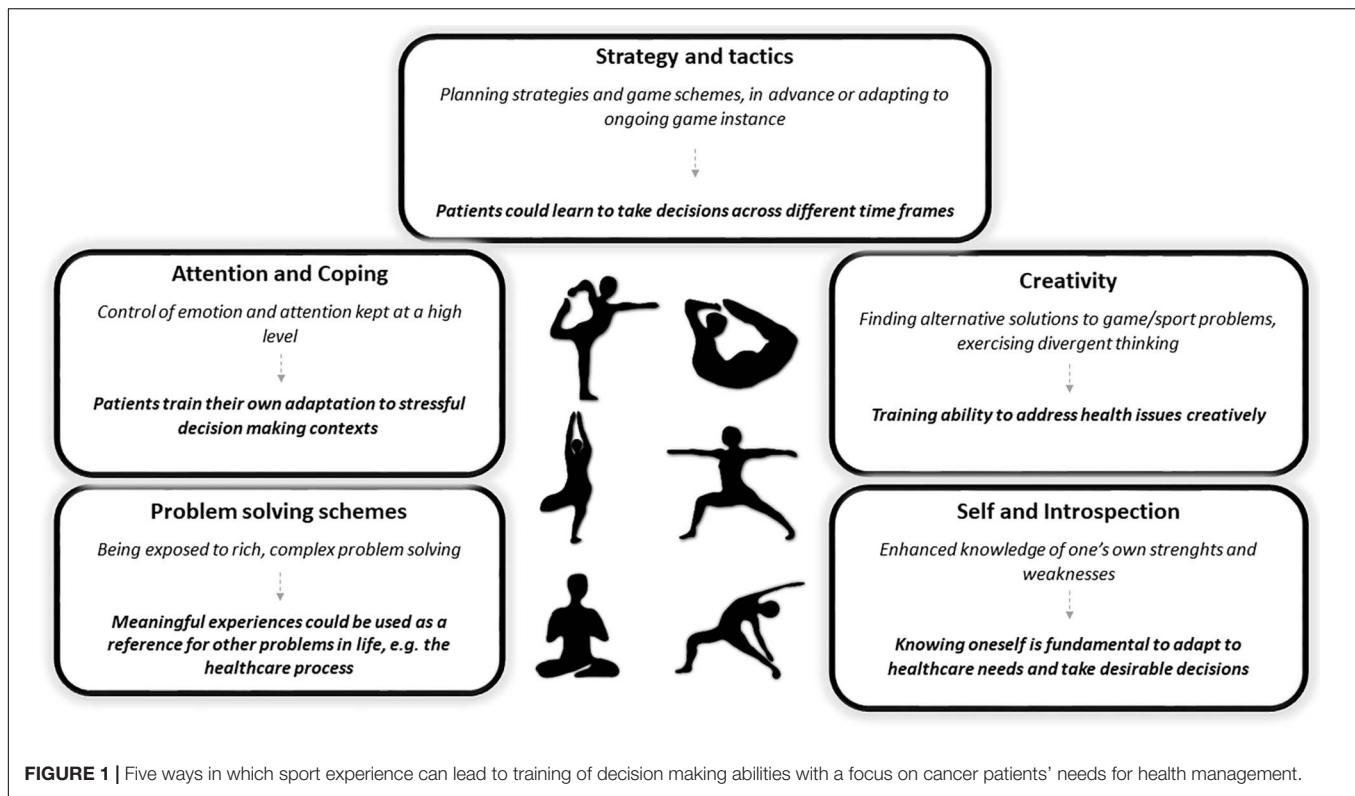 Strategy and tactics
Planning strategies and game schemes, in advance or adapting to
ongoing game instance
Patients could learn to take decisions across different time frames
Attention and Coping
Control of emotion and attention kept at a high
level
Patients train their own adaptation to stressful
decision making contexts
Creativity
Finding alternative solutions to game/sport problems,
exercising divergent thinking
Training ability to address health issues creatively
Problem solving schemes
Being exposed to rich, complex problem solving
Meaningful experiences could be used as a
reference for other problems in life, e.g. the
healthcare process
Self and Introspection
Enhanced knowledge of one's own strenghts and
weaknesses
Knowing oneself is fundamental to adapt to
healthcare needs and take desirable decisions
FIGURE 1 | Five ways in which sport experience can lead to training of decision making abilities with a focus on cancer patients' needs for health management.